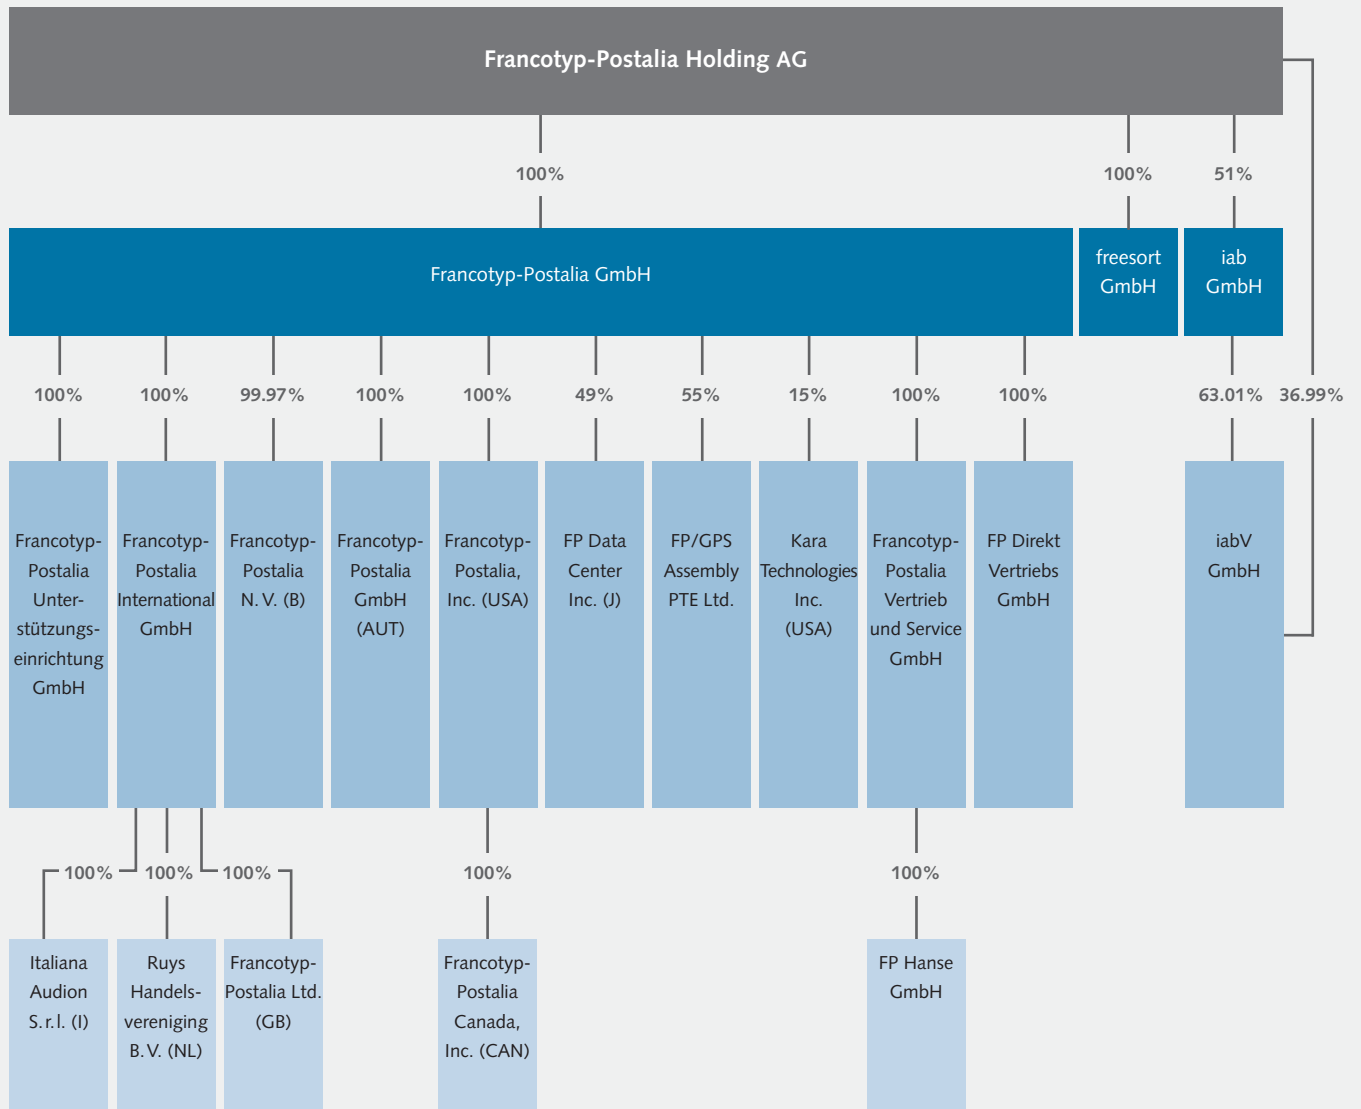 Francotyp-Postalia Holding AG
100%
100%
51%
Francotyp-Postalia GmbH
freesort
GmbH
iab
GmbH
100%
100%
99.97%
100%
100%
49%
55%
15%
100%
100%
63.01%
36.99%
Francotyp-
Postalia
Unter-
stützungs-
einrichtung
GmbH
Francotyp-
Postalia
International
GmbH
Francotyp-
Postalia
N. V. (B)
Francotyp-
Postalia
GmbH
(AUT)
Francotyp-
Postalia,
Inc. (USA)
FP Data
Center
Inc. (J)
FP/GPS
Assembly
PTE Ltd.
Kara
Technologies
Inc.
(USA)
Francotyp-
Postalia
Vertrieb
und Service
GmbH
FP Direkt
Vertriebs
GmbH
iabV
GmbH
100%
100%
100%
100%
100%
Italiana
Audion
S. r. l. (I)
Ruys
Handels-
vereniging
B. V. (NL)
Francotyp-
Postalia Ltd.
(GB)
Francotyp-
Postalia
Canada,
Inc. (CAN)
FP Hanse
GmbH